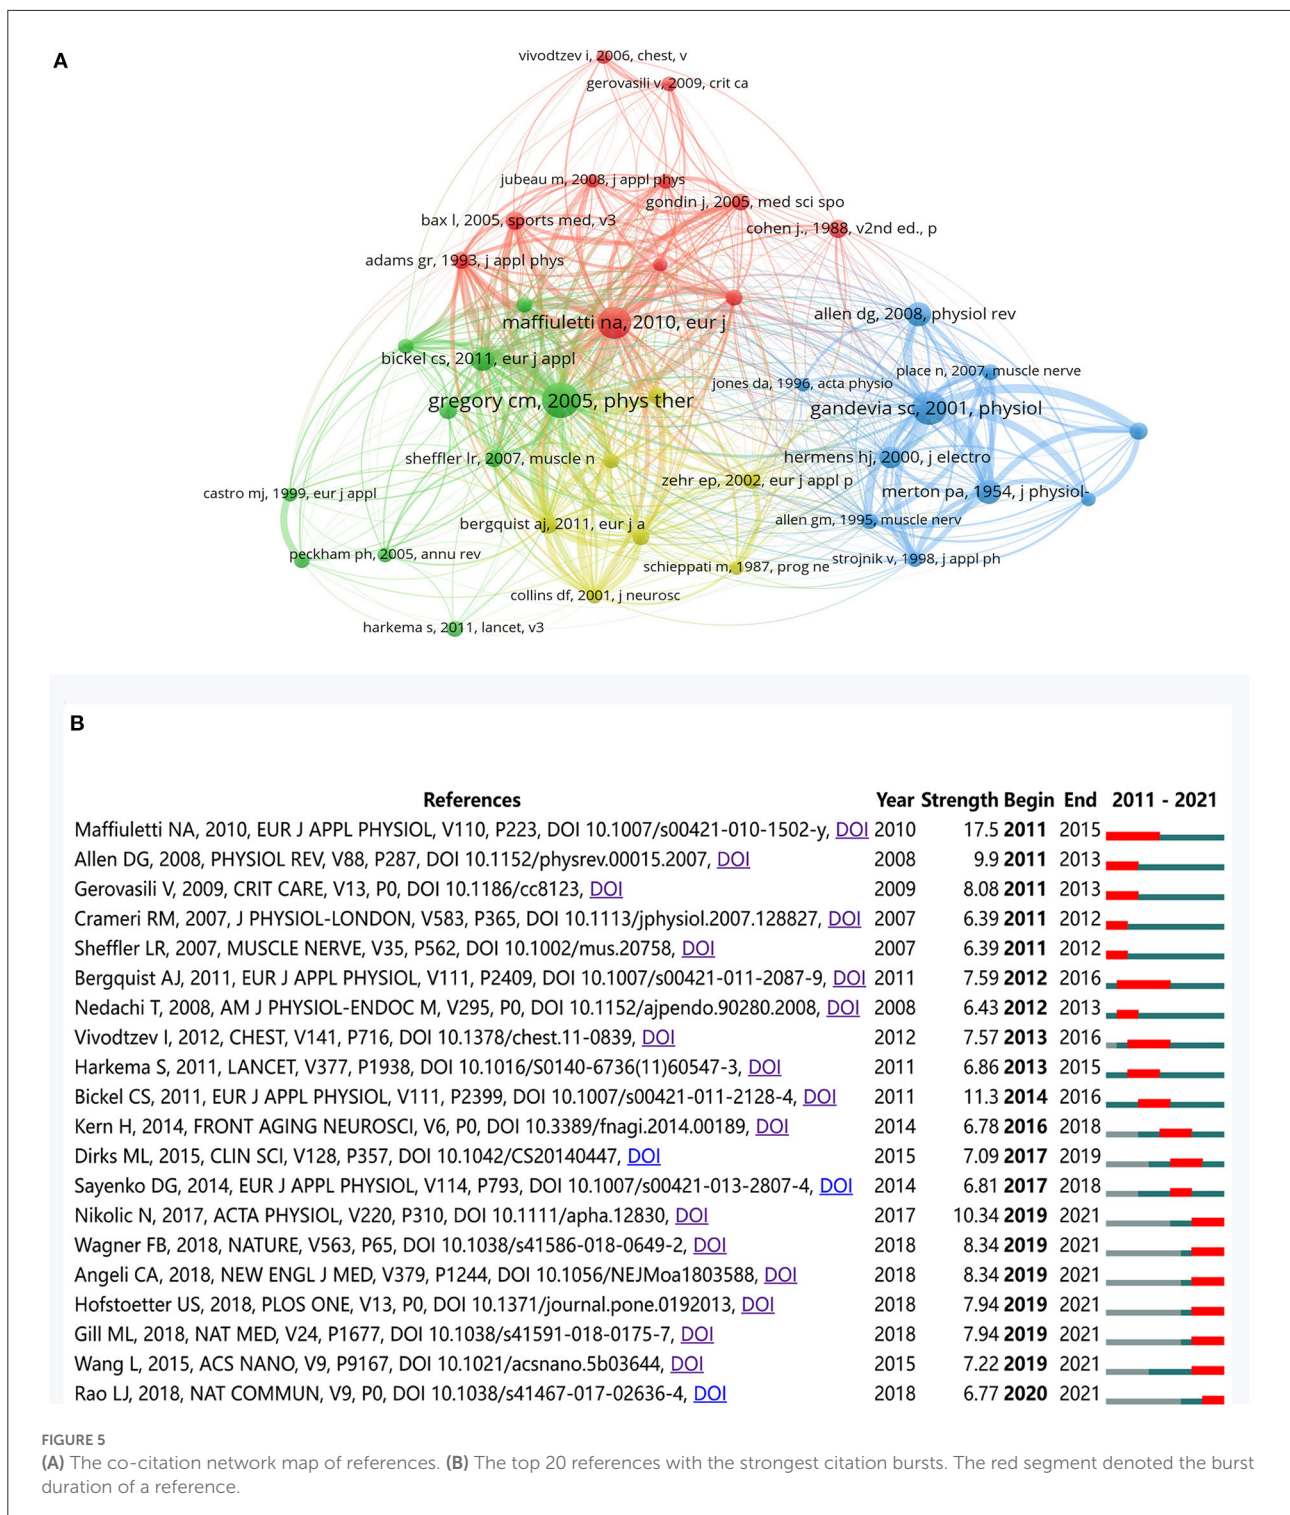 A
vivodtzev i, 2006, chest, v
gerovasili v, 2009, crit ca
jubeau m, 2008, j appl phys
gondin j, 2005, med sci spo
bax l, 2005, sports med, v3
cohen j., 1988, v2nd ed., p
adams gr, 1993, j appl phys
allen dg, 2008, physiol rev
maffiuletti na, 2010, eur j
bickel cs, 2011, eur j appl
place n, 2007, muscle nerve
jones da, 1996, acta physio
gregory cm, 2005, phys ther
gandevia sc, 2001, physiol
sheffler lr, 2007, muscle n
hermens hj, 2000, j electro
zehr ep, 2002, eur j appl p
castro mj, 1999, eur j appl
merton pa, 1954, j physiol-
bergquist aj, 2011, eur j a
allen gm, 1995, muscle nerv
peckham ph, 2005, annu rev
schieppati m, 1987, prog ne
strojnik v, 1998, j appl ph
collins df, 2001, j neurosc
harkema s, 2011, lancet, v3
B
References Year Strength Begin End 2011 - 2021
Maffiuletti NA, 2010, EUR J APPL PHYSIOL, V110, P223, DOI 10.1007/s00421-010-1502-y, DOI 2010 17.5 2011 2015
Allen DG, 2008, PHYSIOL REV, V88, P287, DOI 10.1152/physrev.00015.2007, DOI 2008 9.9 2011 2013
Gerovasili V, 2009, CRIT CARE, V13, P0, DOI 10.1186/cc8123, DOI 2009 8.08 2011 2013
Crameri RM, 2007, J PHYSIOL-LONDON, V583, P365, DOI 10.1113/jphysiol.2007.128827, DOI 2007 6.39 2011 2012
Sheffler LR, 2007, MUSCLE NERVE, V35, P562, DOI 10.1002/mus.20758, DOI 2007 6.39 2011 2012
Bergquist AJ, 2011, EUR J APPL PHYSIOL, V111, P2409, DOI 10.1007/s00421-011-2087-9, DOI 2011 7.59 2012 2016
Nedachi T, 2008, AM J PHYSIOL-ENDOC M, V295, P0, DOI 10.1152/ajpendo.90280.2008, DOI 2008 6.43 2012 2013
Vivodtzev I, 2012, CHEST, V141, P716, DOI 10.1378/chest.11-0839, DOI 2012 7.57 2013 2016
Harkema S, 2011, LANCET, V377, P1938, DOI 10.1016/S0140-6736(11)60547-3, DOI 2011 6.86 2013 2015
Bickel CS, 2011, EUR J APPL PHYSIOL, V111, P2399, DOI 10.1007/s00421-011-2128-4, DOI 2011 11.3 2014 2016
Kern H, 2014, FRONT AGING NEUROSCI, V6, P0, DOI 10.3389/fnagi.2014.00189, DOI 2014 6.78 2016 2018
Dirks ML, 2015, CLIN SCI, V128, P357, DOI 10.1042/CS20140447, DOI 2015 7.09 2017 2019
Sayenko DG, 2014, EUR J APPL PHYSIOL, V114, P793, DOI 10.1007/s00421-013-2807-4, DOI 2014 6.81 2017 2018
Nikolic N, 2017, ACTA PHYSIOL, V220, P310, DOI 10.1111/apha.12830, DOI 2017 10.34 2019 2021
Wagner FB, 2018, NATURE, V563, P65, DOI 10.1038/s41586-018-0649-2, DOI 2018 8.34 2019 2021
Angeli CA, 2018, NEW ENGL J MED, V379, P1244, DOI 10.1056/NEJMoa1803588, DOI 2018 8.34 2019 2021
Hofstoetter US, 2018, PLOS ONE, V13, P0, DOI 10.1371/journal.pone.0192013, DOI 2018 7.94 2019 2021
Gill ML, 2018, NAT MED, V24, P1677, DOI 10.1038/s41591-018-0175-7, DOI 2018 7.94 2019 2021
Wang L, 2015, ACS NANO, V9, P9167, DOI 10.1021/acsnano.5b03644, DOI 2015 7.22 2019 2021
Rao LJ, 2018, NAT COMMUN, V9, P0, DOI 10.1038/s41467-017-02636-4, DOI 2018 6.77 2020 2021
FIGURE 5
(A) The co-citation network map of references. (B) The top 20 references with the strongest citation bursts. The red segment denoted the burst
duration of a reference.